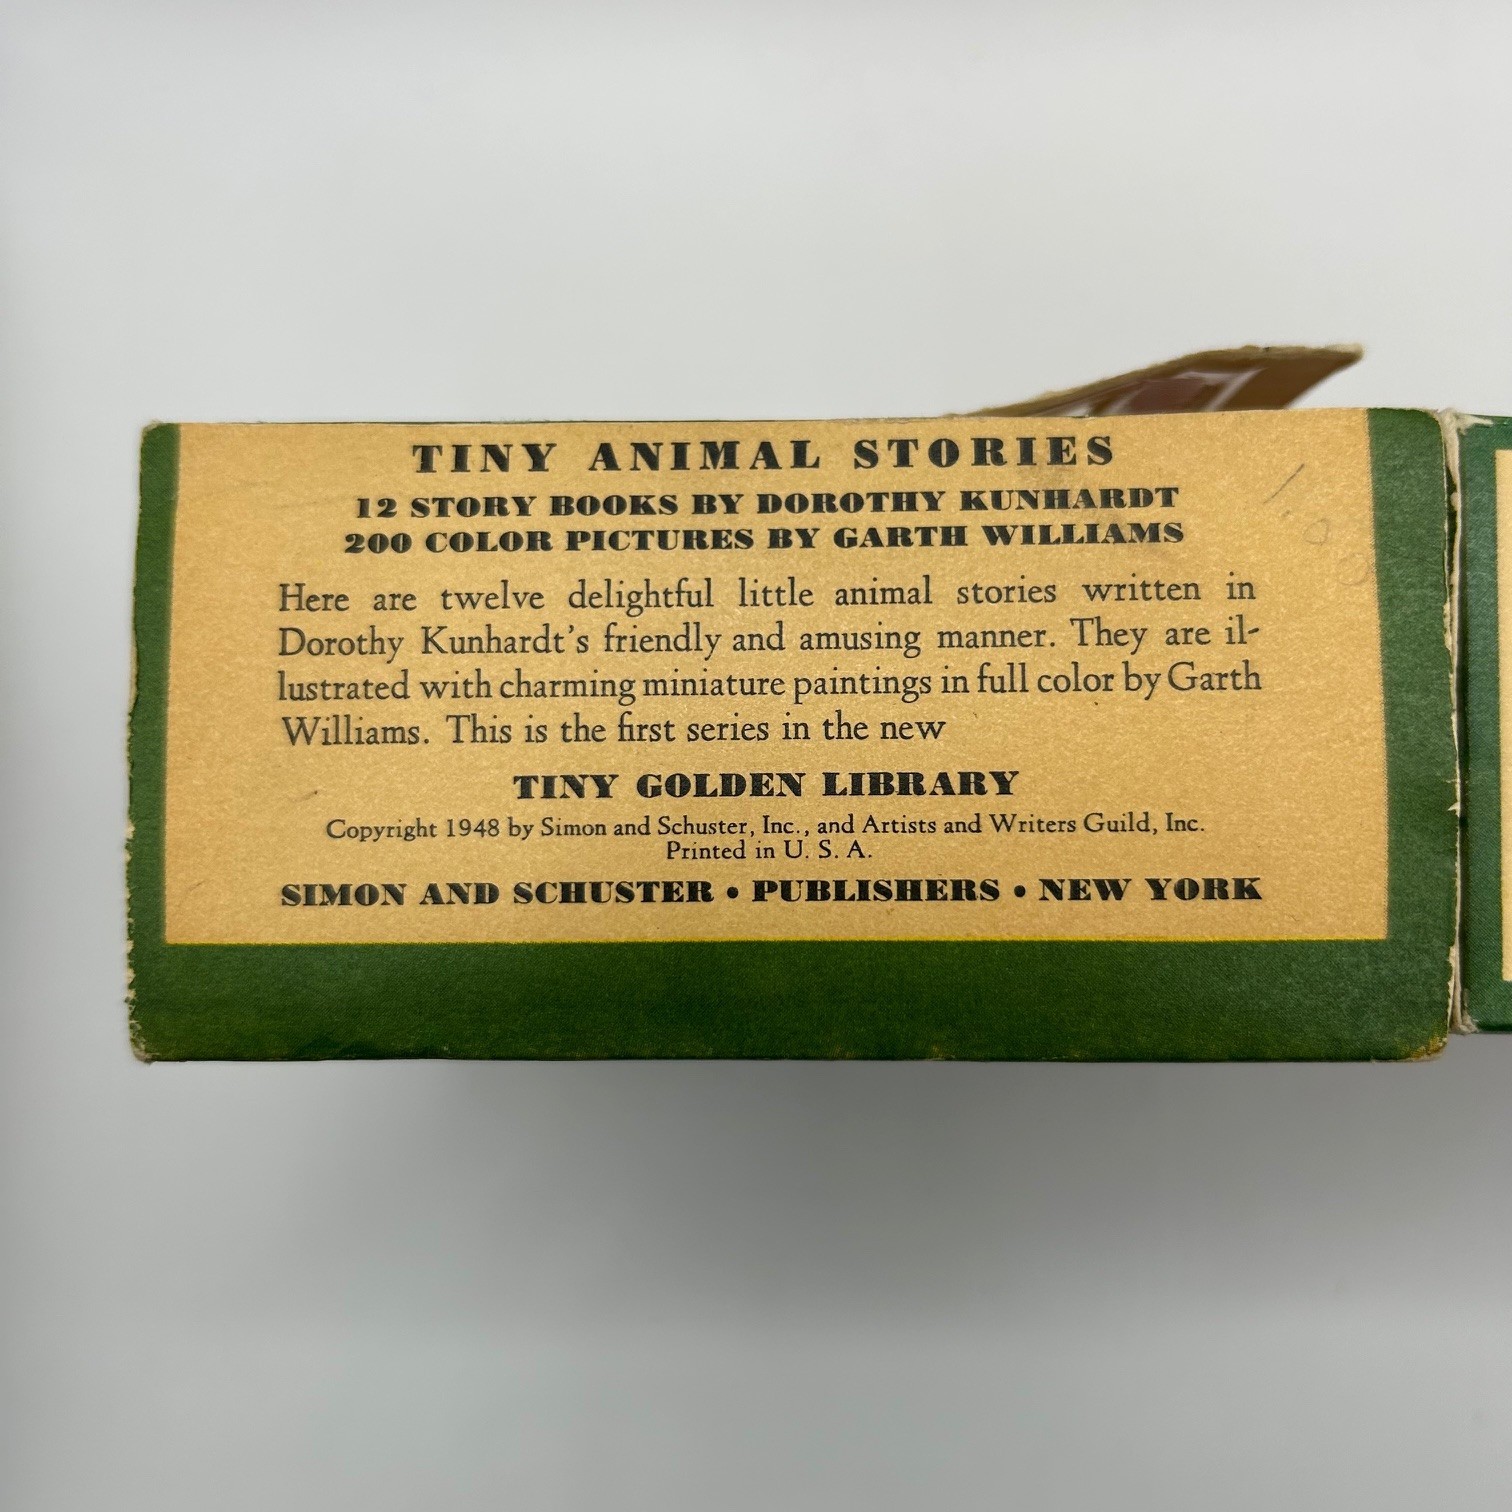 TINY ANIMAL STORIES
12 STORY BOOKS BY DOROTHY KUNHARDT
200 COLOR PICTURES BY GARTH WILLIAMS
Here are twelve delightful little animal stories written in
Dorothy Kunhardt's friendly and amusing manner. They are il-
lustrated with charming miniature paintings in full color by Garth
Williams. This is the first series in the new
TINY GOLDEN LIBRARY
Copyright 1948 by Simon and Schuster, Inc., and Artists and Writers Guild, Inc.
Printed in U. S. A.
SIMON AND SCHUSTER • PUBLISHERS • NEW YORK